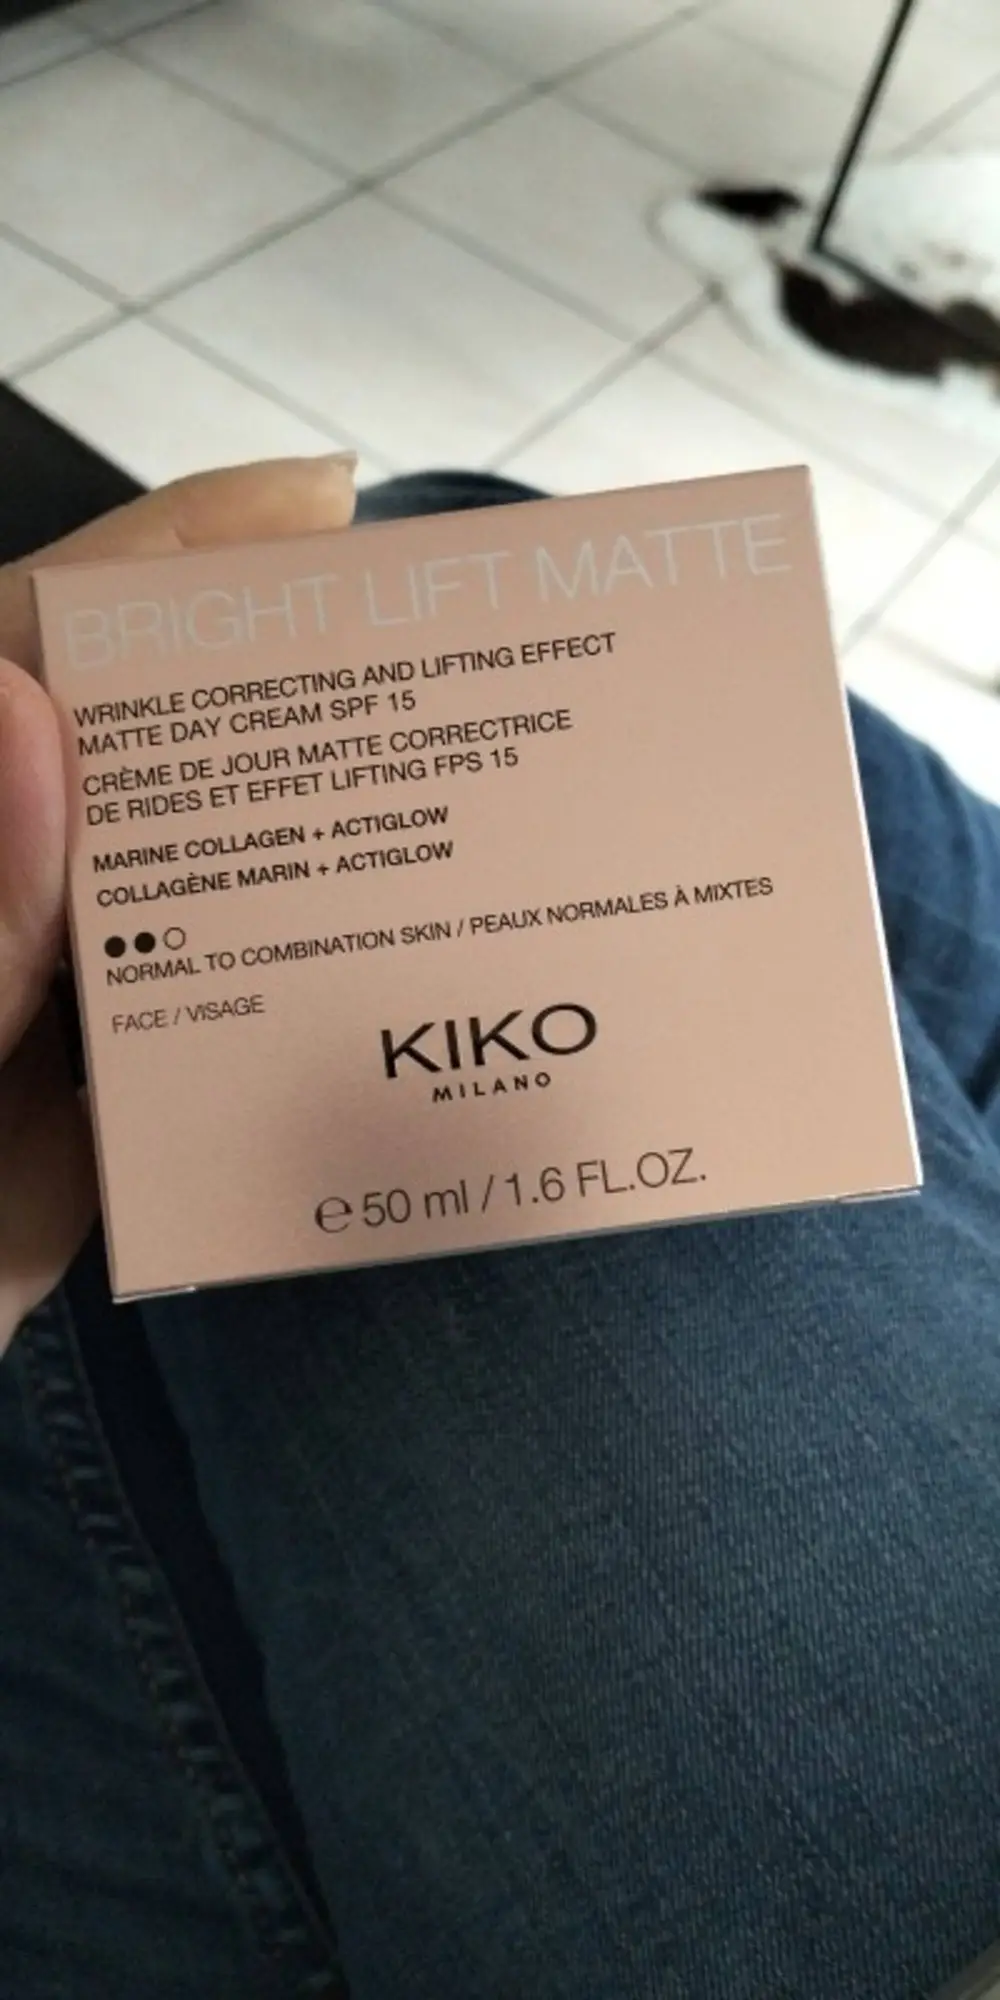 BRIGHT LIFT MATTE
WRINKLE CORRECTING AND LIFTING EFFECT
MATTE DAY CREAM SPF 15
CRÈME DE JOUR MATTE CORRECTRICE
DE RIDES ET EFFET LIFTING FPS 15
MARINE COLLAGEN + ACTIGLOW
COLLAGÈNE MARIN + ACTIGLOW
NORMAL TO COMBINATION SKIN / PEAUX NORMALES À MIXTES
FACE / VISAGE
KIKO
MILANO
℮ 50 ml / 1.6 FL.OZ.